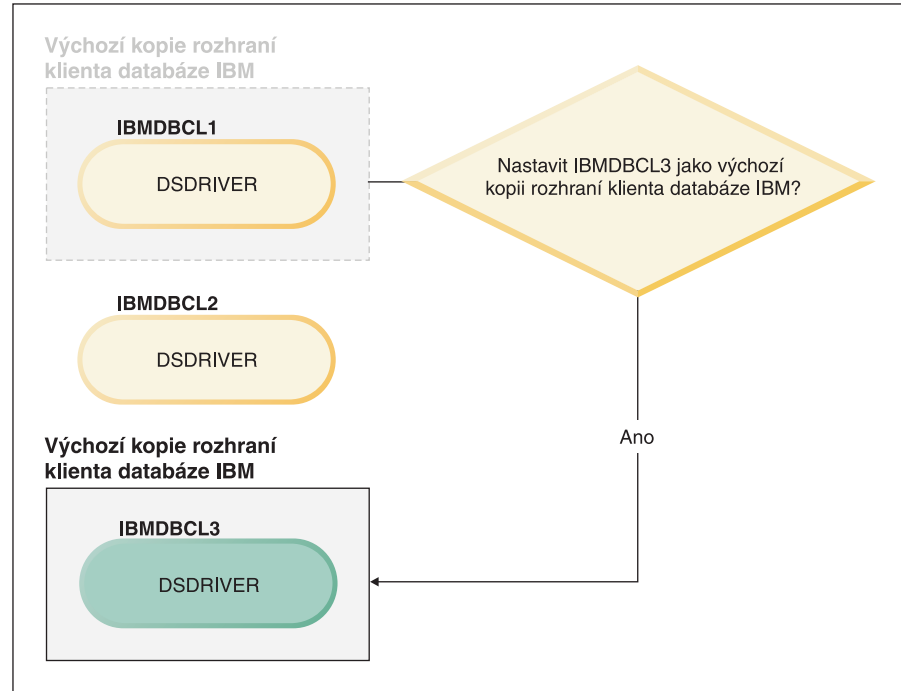 Výchozí kopie rozhraní
klienta databáze IBM
IBMDBCL1
DSDRIVER
Nastavit IBMDBCL3 jako výchozí
kopii rozhraní klienta databáze IBM?
IBMDBCL2
DSDRIVER
Ano
Výchozí kopie rozhraní
klienta databáze IBM
IBMDBCL3
DSDRIVER